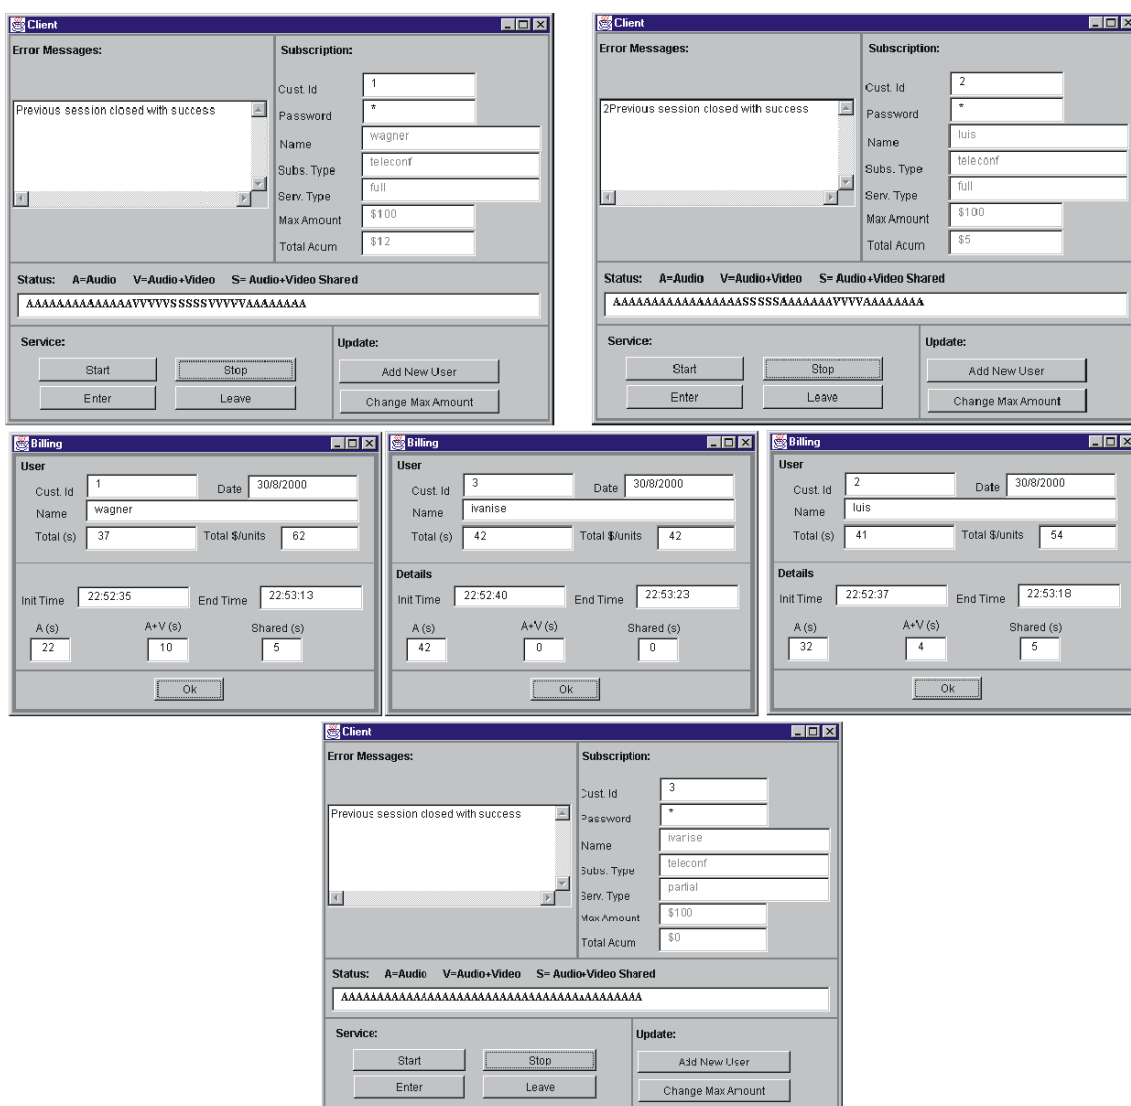 Client
Error Messages:
Previous session closed with success
Subscription:
Cust. Id 1
Password *
Name wagner
Subs. Type teleconf
Serv. Type full
Max Amount $100
Total Acum $12
Status: A=Audio V=Audio+Video S= Audio+Video Shared
AAAAAAAAAAAAAAAVVVVVSSSSSVVVVVAAAAAAAA
Service:
Start Stop
Enter Leave
Update:
Add New User
Change Max Amount
Client
Error Messages:
2Previous session closed with success
Subscription:
Cust. Id 2
Password *
Name luis
Subs. Type teleconf
Serv. Type full
Max Amount $100
Total Acum $5
Status: A=Audio V=Audio+Video S= Audio+Video Shared
AAAAAAAAAAAAAAAAAASSSSSAAAAAAAVVVVAAAAAAAA
Service:
Start Stop
Enter Leave
Update:
Add New User
Change Max Amount
Billing
User
Cust. Id 1 Date 30/8/2000
Name wagner
Total (s) 37 Total $/units 62
Init Time 22:52:35 End Time 22:53:13
A (s) A+V (s) Shared (s)
22 10 5
Ok
Billing
User
Cust. Id 3 Date 30/8/2000
Name ivanise
Total (s) 42 Total $/units 42
Details
Init Time 22:52:40 End Time 22:53:23
A (s) A+V (s) Shared (s)
42 0 0
Ok
Billing
User
Cust. Id 2 Date 30/8/2000
Name luis
Total (s) 41 Total $/units 54
Details
Init Time 22:52:37 End Time 22:53:18
A (s) A+V (s) Shared (s)
32 4 5
Ok
Client
Error Messages:
Previous session closed with success
Subscription:
Cust. Id 3
Password *
Name ivanise
Subs. Type teleconf
Serv. Type partial
Max Amount $100
Total Acum $0
Status: A=Audio V=Audio+Video S= Audio+Video Shared
AAAAAAAAAAAAAAAAAAAAAAAAAAAAAAAAAAAAAAAAAA
Service:
Start Stop
Enter Leave
Update:
Add New User
Change Max Amount